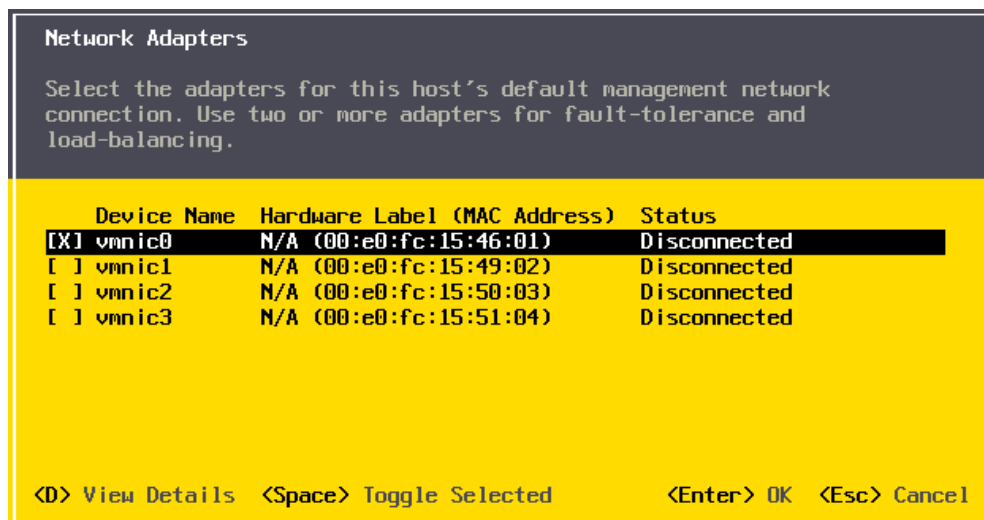 Network Adapters
Select the adapters for this host's default management network
connection. Use two or more adapters for fault-tolerance and
load-balancing.
Device Name Hardware Label (MAC Address) Status
[X] vmnic0 N/A (00:e0:fc:15:46:01) Disconnected
[ ] vmnic1 N/A (00:e0:fc:15:49:02) Disconnected
[ ] vmnic2 N/A (00:e0:fc:15:50:03) Disconnected
[ ] vmnic3 N/A (00:e0:fc:15:51:04) Disconnected
<D> View Details <Space> Toggle Selected <Enter> OK <Esc> Cancel